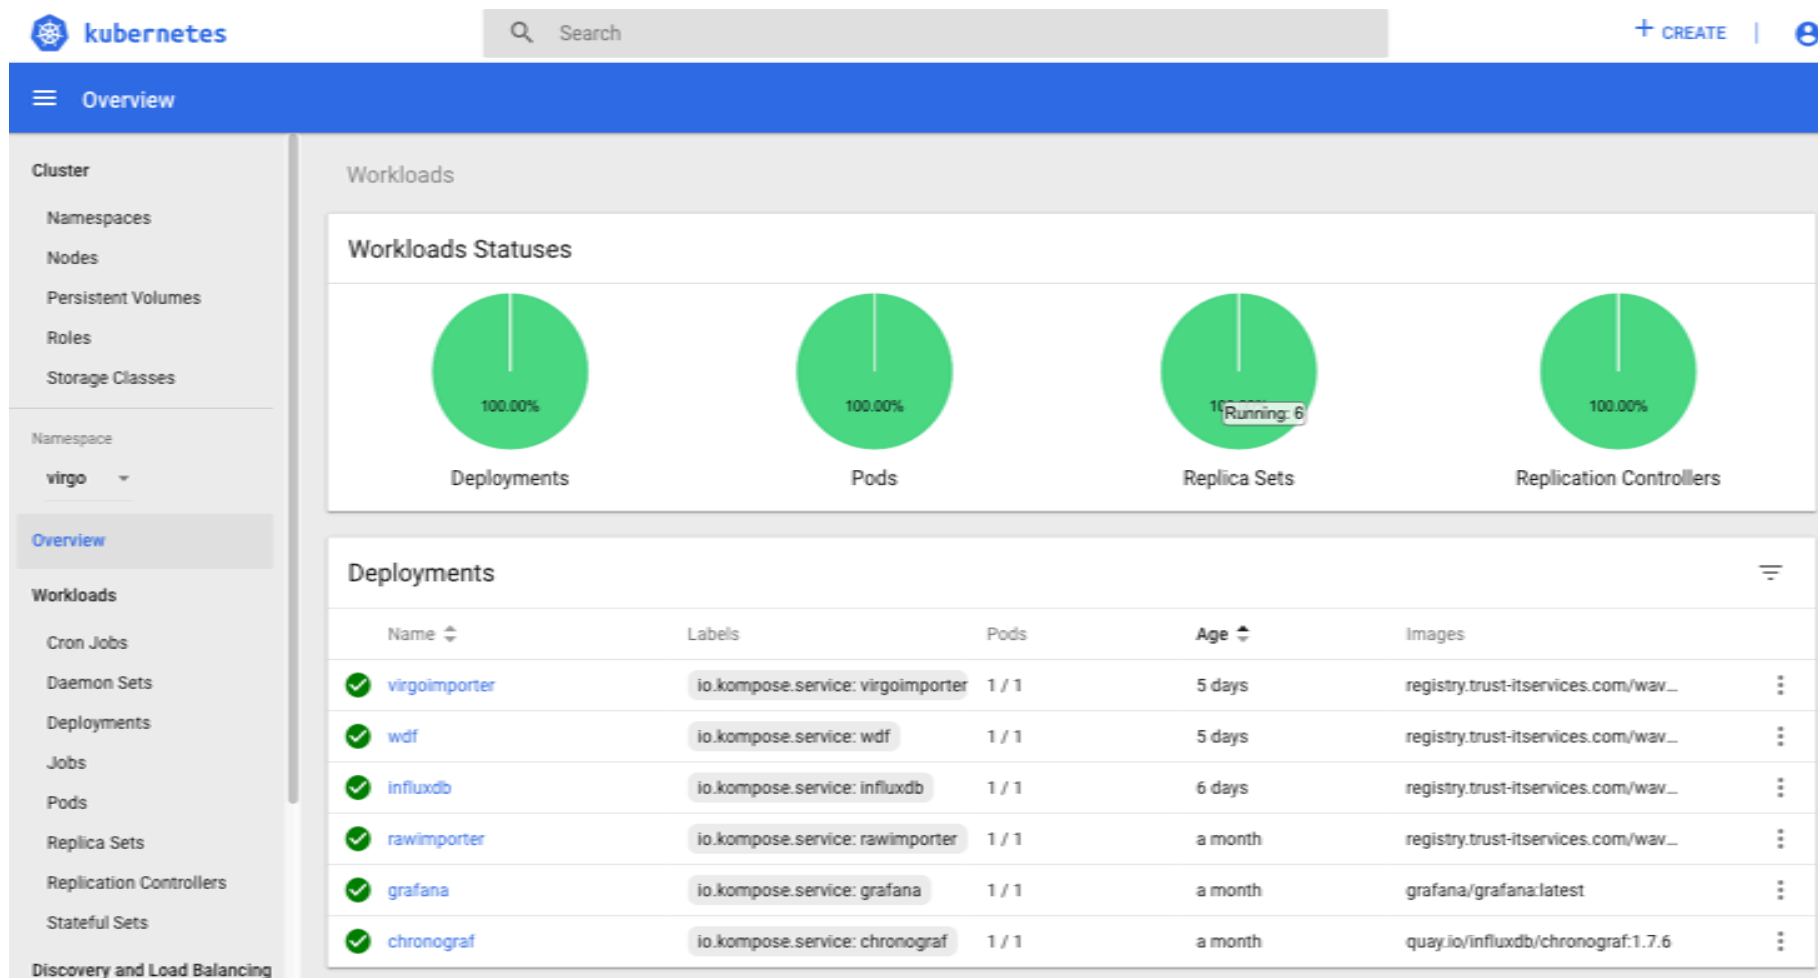 kubernetes
Search
+ CREATE |
Overview
Cluster
Namespaces
Nodes
Persistent Volumes
Roles
Storage Classes
Namespace
virgo
Overview
Workloads
Cron Jobs
Daemon Sets
Deployments
Jobs
Pods
Replica Sets
Replication Controllers
Stateful Sets
Discovery and Load Balancing
Workloads
Workloads Statuses
100.00%
Deployments
100.00%
Pods
Running: 6
Replica Sets
100.00%
Replication Controllers
Deployments
Name Labels Pods Age Images
virgoimporter io.kompose.service: virgoimporter 1 / 1 5 days registry.trust-itservices.com/wav...
wdf io.kompose.service: wdf 1 / 1 5 days registry.trust-itservices.com/wav...
influxdb io.kompose.service: influxdb 1 / 1 6 days registry.trust-itservices.com/wav...
rawimporter io.kompose.service: rawimporter 1 / 1 a month registry.trust-itservices.com/wav...
grafana io.kompose.service: grafana 1 / 1 a month grafana/grafana:latest
chronograf io.kompose.service: chronograf 1 / 1 a month quay.io/influxdb/chronograf:1.7.6